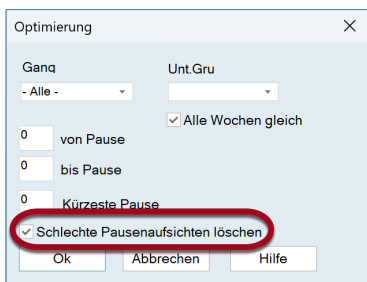 Optimierung
Gang
Unt.Gru
- Alle -
Alle Wochen gleich
0 von Pause
0 bis Pause
0 Kürzeste Pause
Schlechte Pausenaufsichten löschen
Ok Abbrechen Hilfe